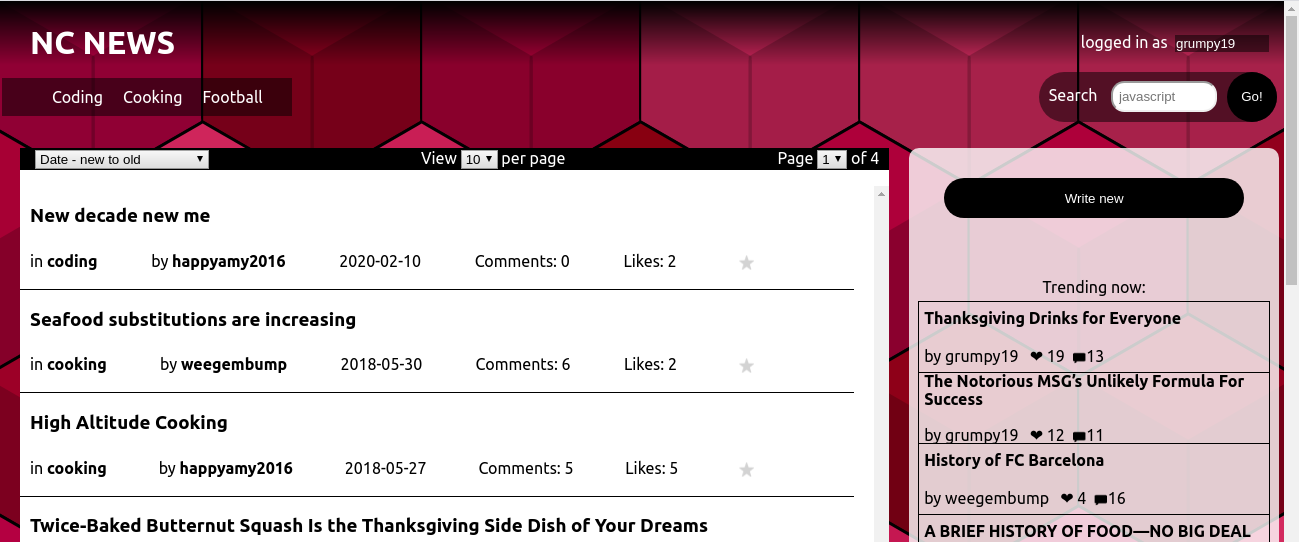 NC NEWS
logged in as grumpy19
Coding Cooking Football
Search javascript Go!
Date - new to old View 10 per page Page 1 of 4
New decade new me
in coding by happyamy2016 2020-02-10 Comments: 0 Likes: 2
Seafood substitutions are increasing
in cooking by weegembump 2018-05-30 Comments: 6 Likes: 2
High Altitude Cooking
in cooking by happyamy2016 2018-05-27 Comments: 5 Likes: 5
Twice-Baked Butternut Squash Is the Thanksgiving Side Dish of Your Dreams
Write new
Trending now:
Thanksgiving Drinks for Everyone
by grumpy19 ❤ 19 13
The Notorious MSG’s Unlikely Formula For
Success
by grumpy19 ❤ 12 11
History of FC Barcelona
by weegembump ❤ 4 16
A BRIEF HISTORY OF FOOD—NO BIG DEAL